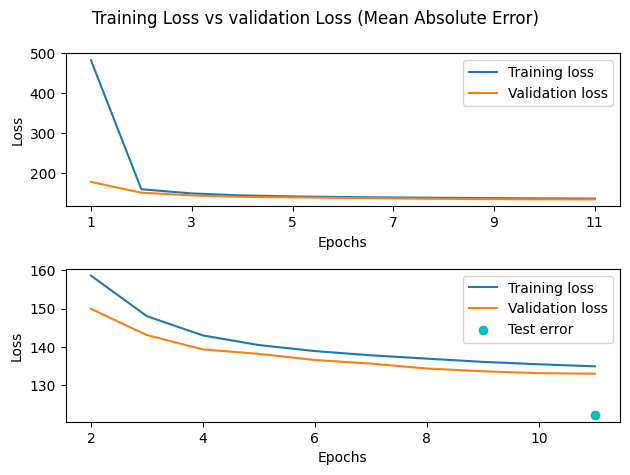 Training Loss vs validation Loss (Mean Absolute Error)
500
400
300
200
Loss
Training loss
Validation loss
1 3 5 7 9 11
Epochs
160
150
140
130
Loss
Training loss
Validation loss
Test error
2 4 6 8 10
Epochs